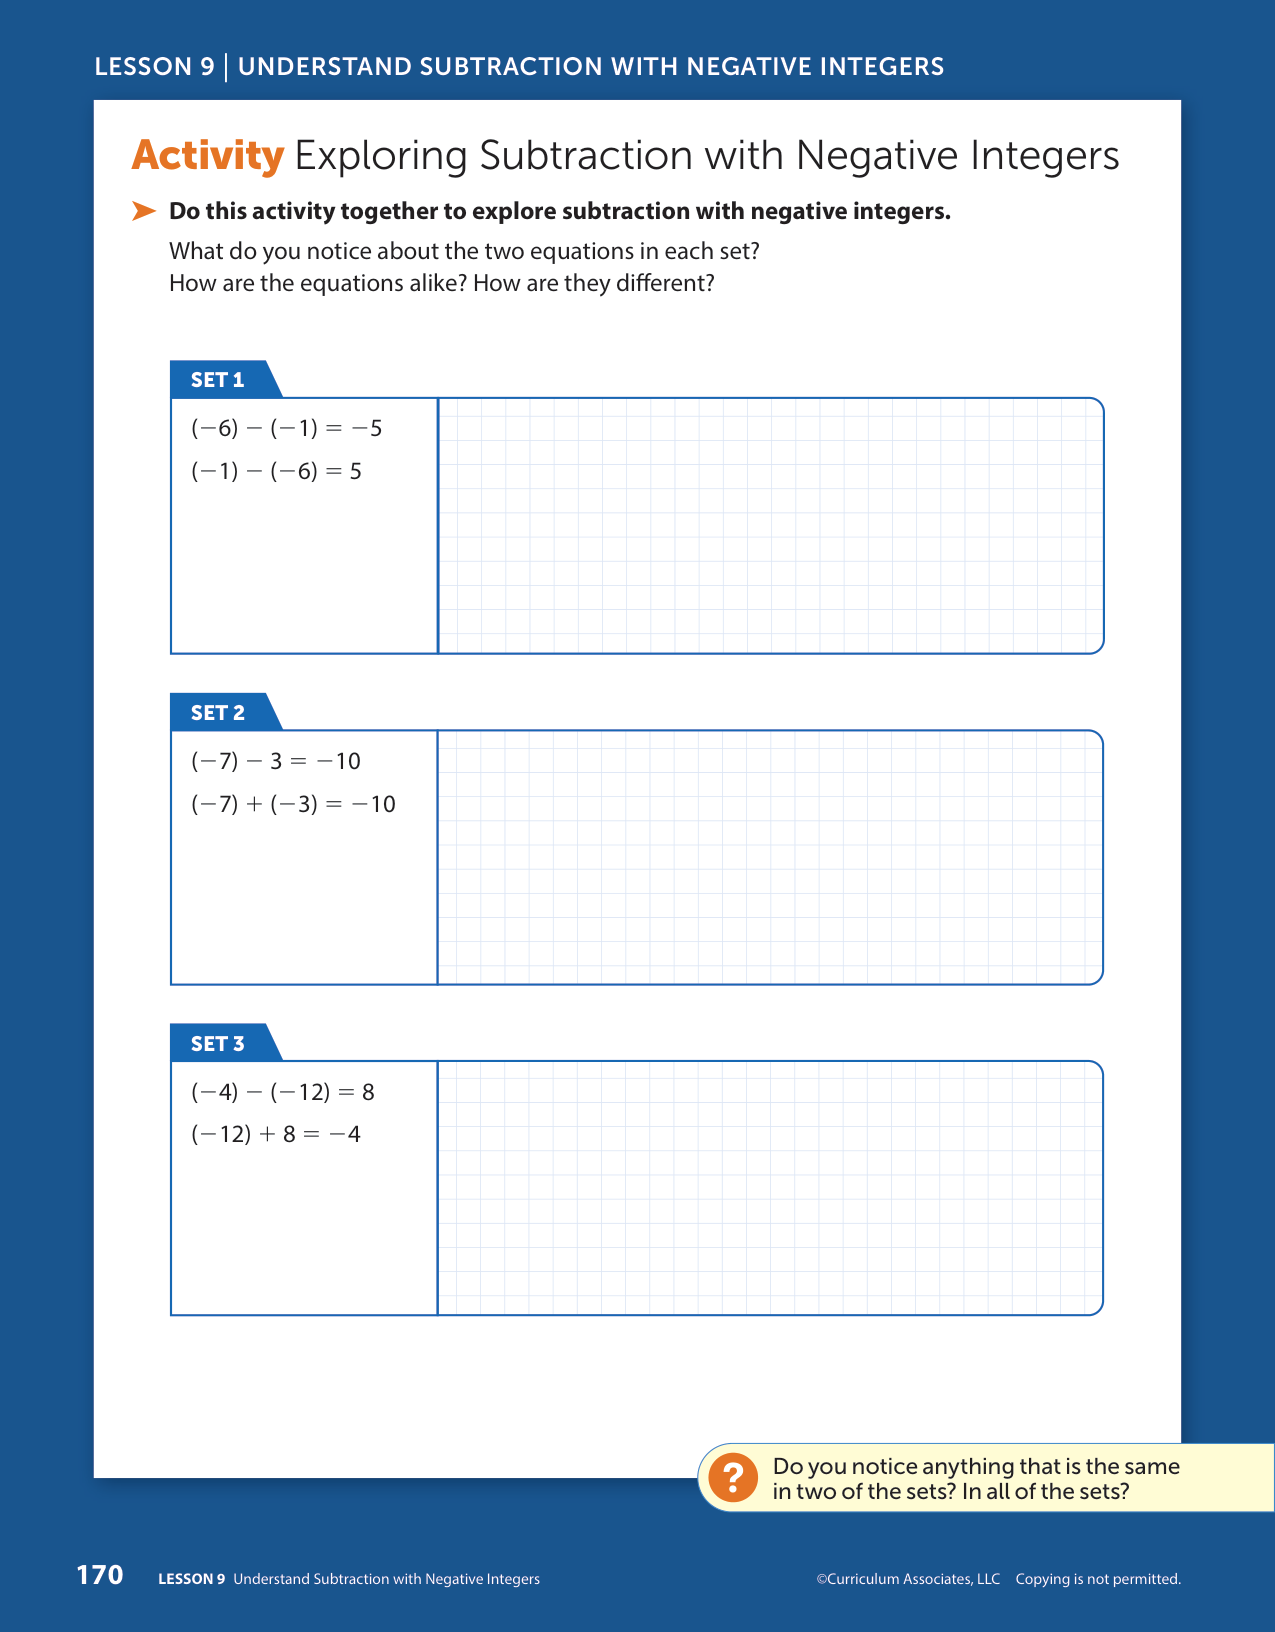 LESSON 9 | UNDERSTAND SUBTRACTION WITH NEGATIVE INTEGERS
Activity Exploring Subtraction with Negative Integers
➤ Do this activity together to explore subtraction with negative integers.
What do you notice about the two equations in each set?
How are the equations alike? How are they different?
SET 1
(−6) − (−1) = −5
(−1) − (−6) = 5
SET 2
(−7) − 3 = −10
(−7) + (−3) = −10
SET 3
(−4) − (−12) = 8
(−12) + 8 = −4
? Do you notice anything that is the same
in two of the sets? In all of the sets?
170 LESSON 9 Understand Subtraction with Negative Integers ©Curriculum Associates, LLC Copying is not permitted.